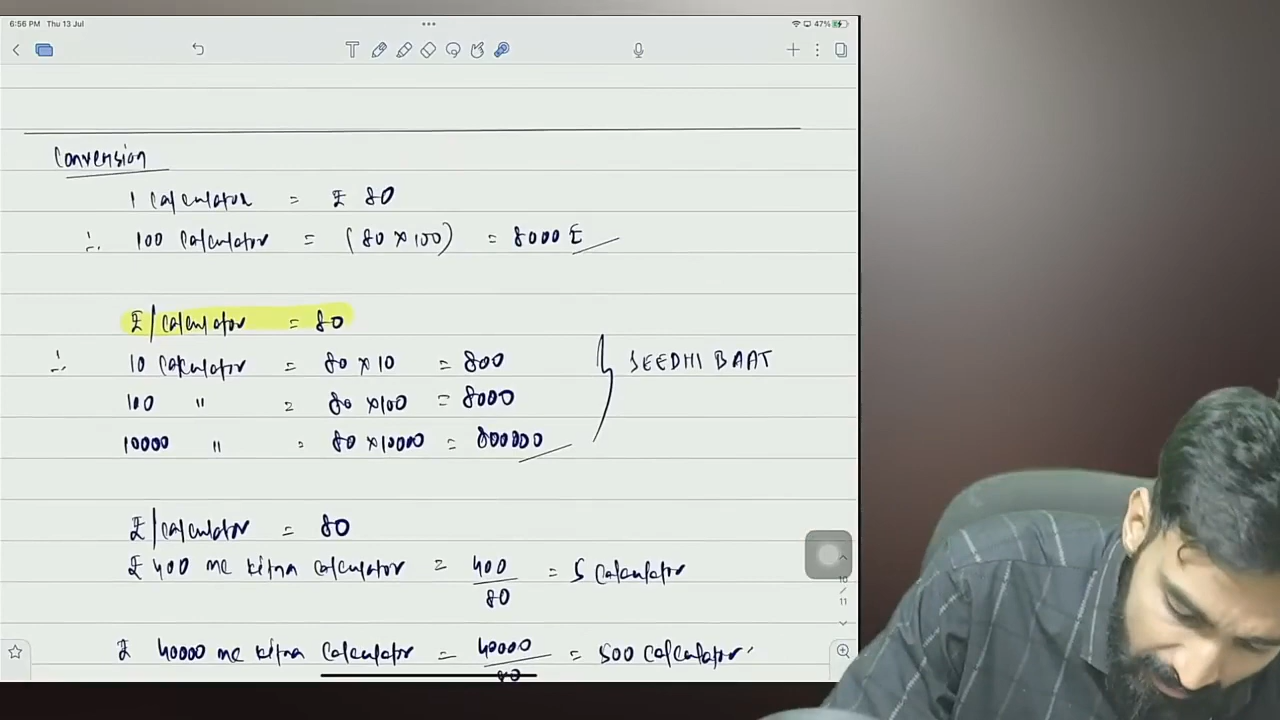 6:56 PM Thu 13 Jul
47%
Conversion
1 Calculator = ₹ 80
∴ 100 Calculator = (80 × 100) = 8000 ₹
₹/Calculator = 80
∴ 10 Calculator = 80 × 10 = 800
100 " = 80 × 100 = 8000
10000 " = 80 × 10000 = 800000
} SEEDHI BAAT
₹/Calculator = 80
₹ 400 me kitna calculator = 400/80 = 5 Calculator
10
11
₹ 40000 me kitna calculator = 40000/80 = 500 calculator